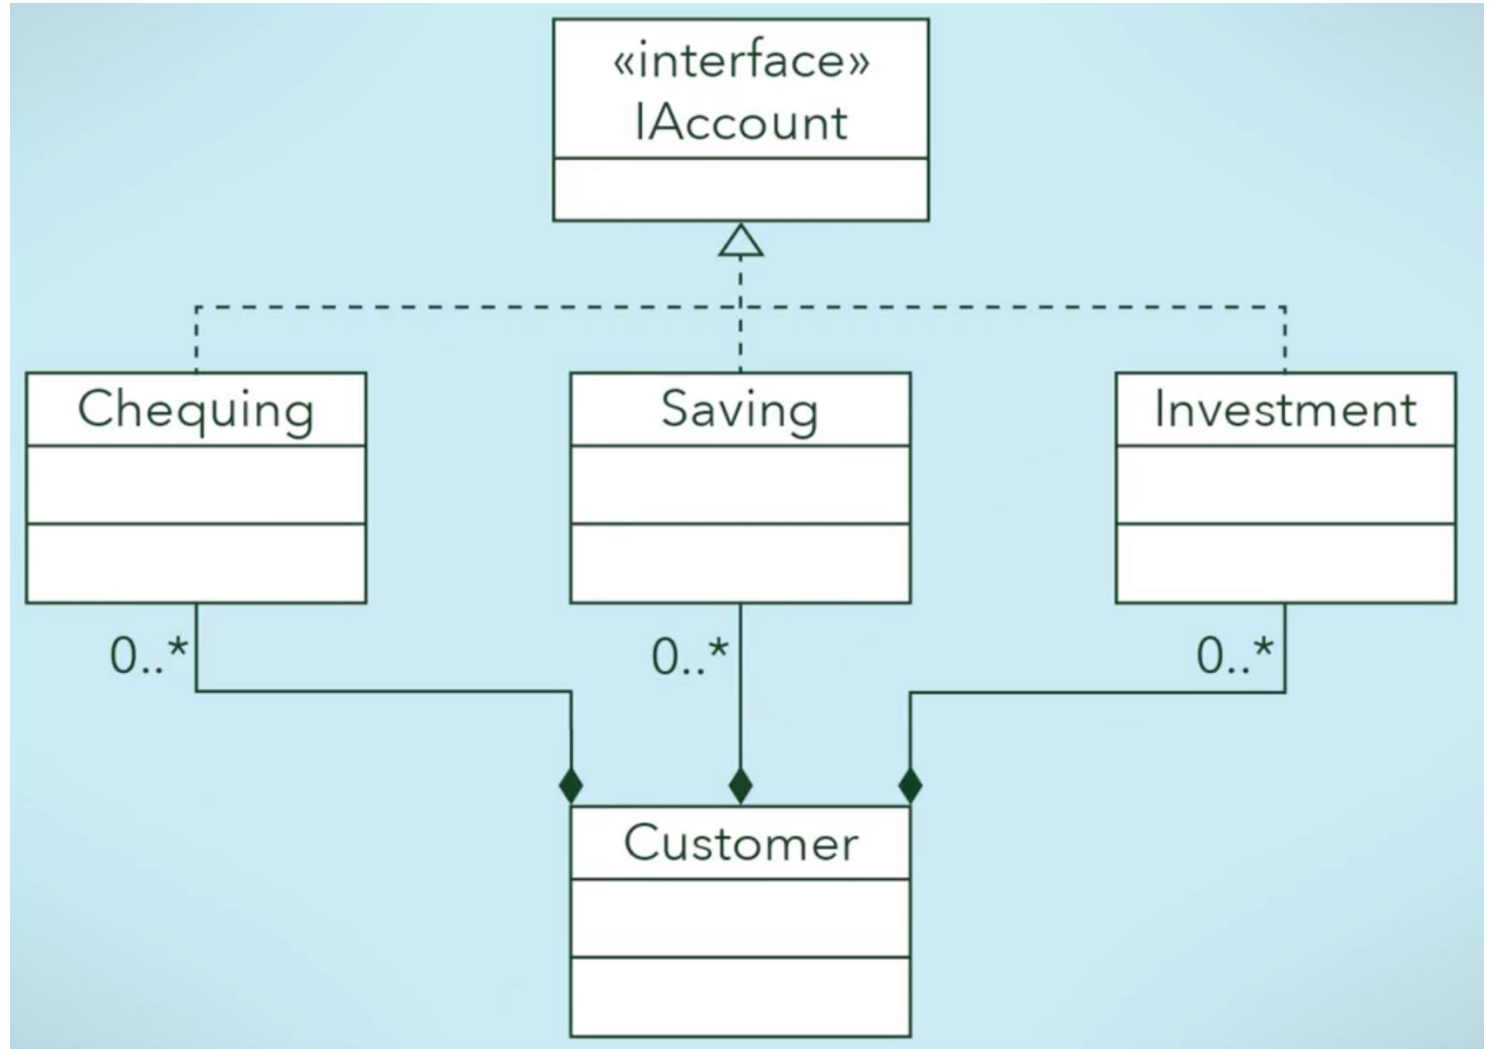 «interface»
IAccount
Chequing
Saving
Investment
0..*
0..*
0..*
Customer